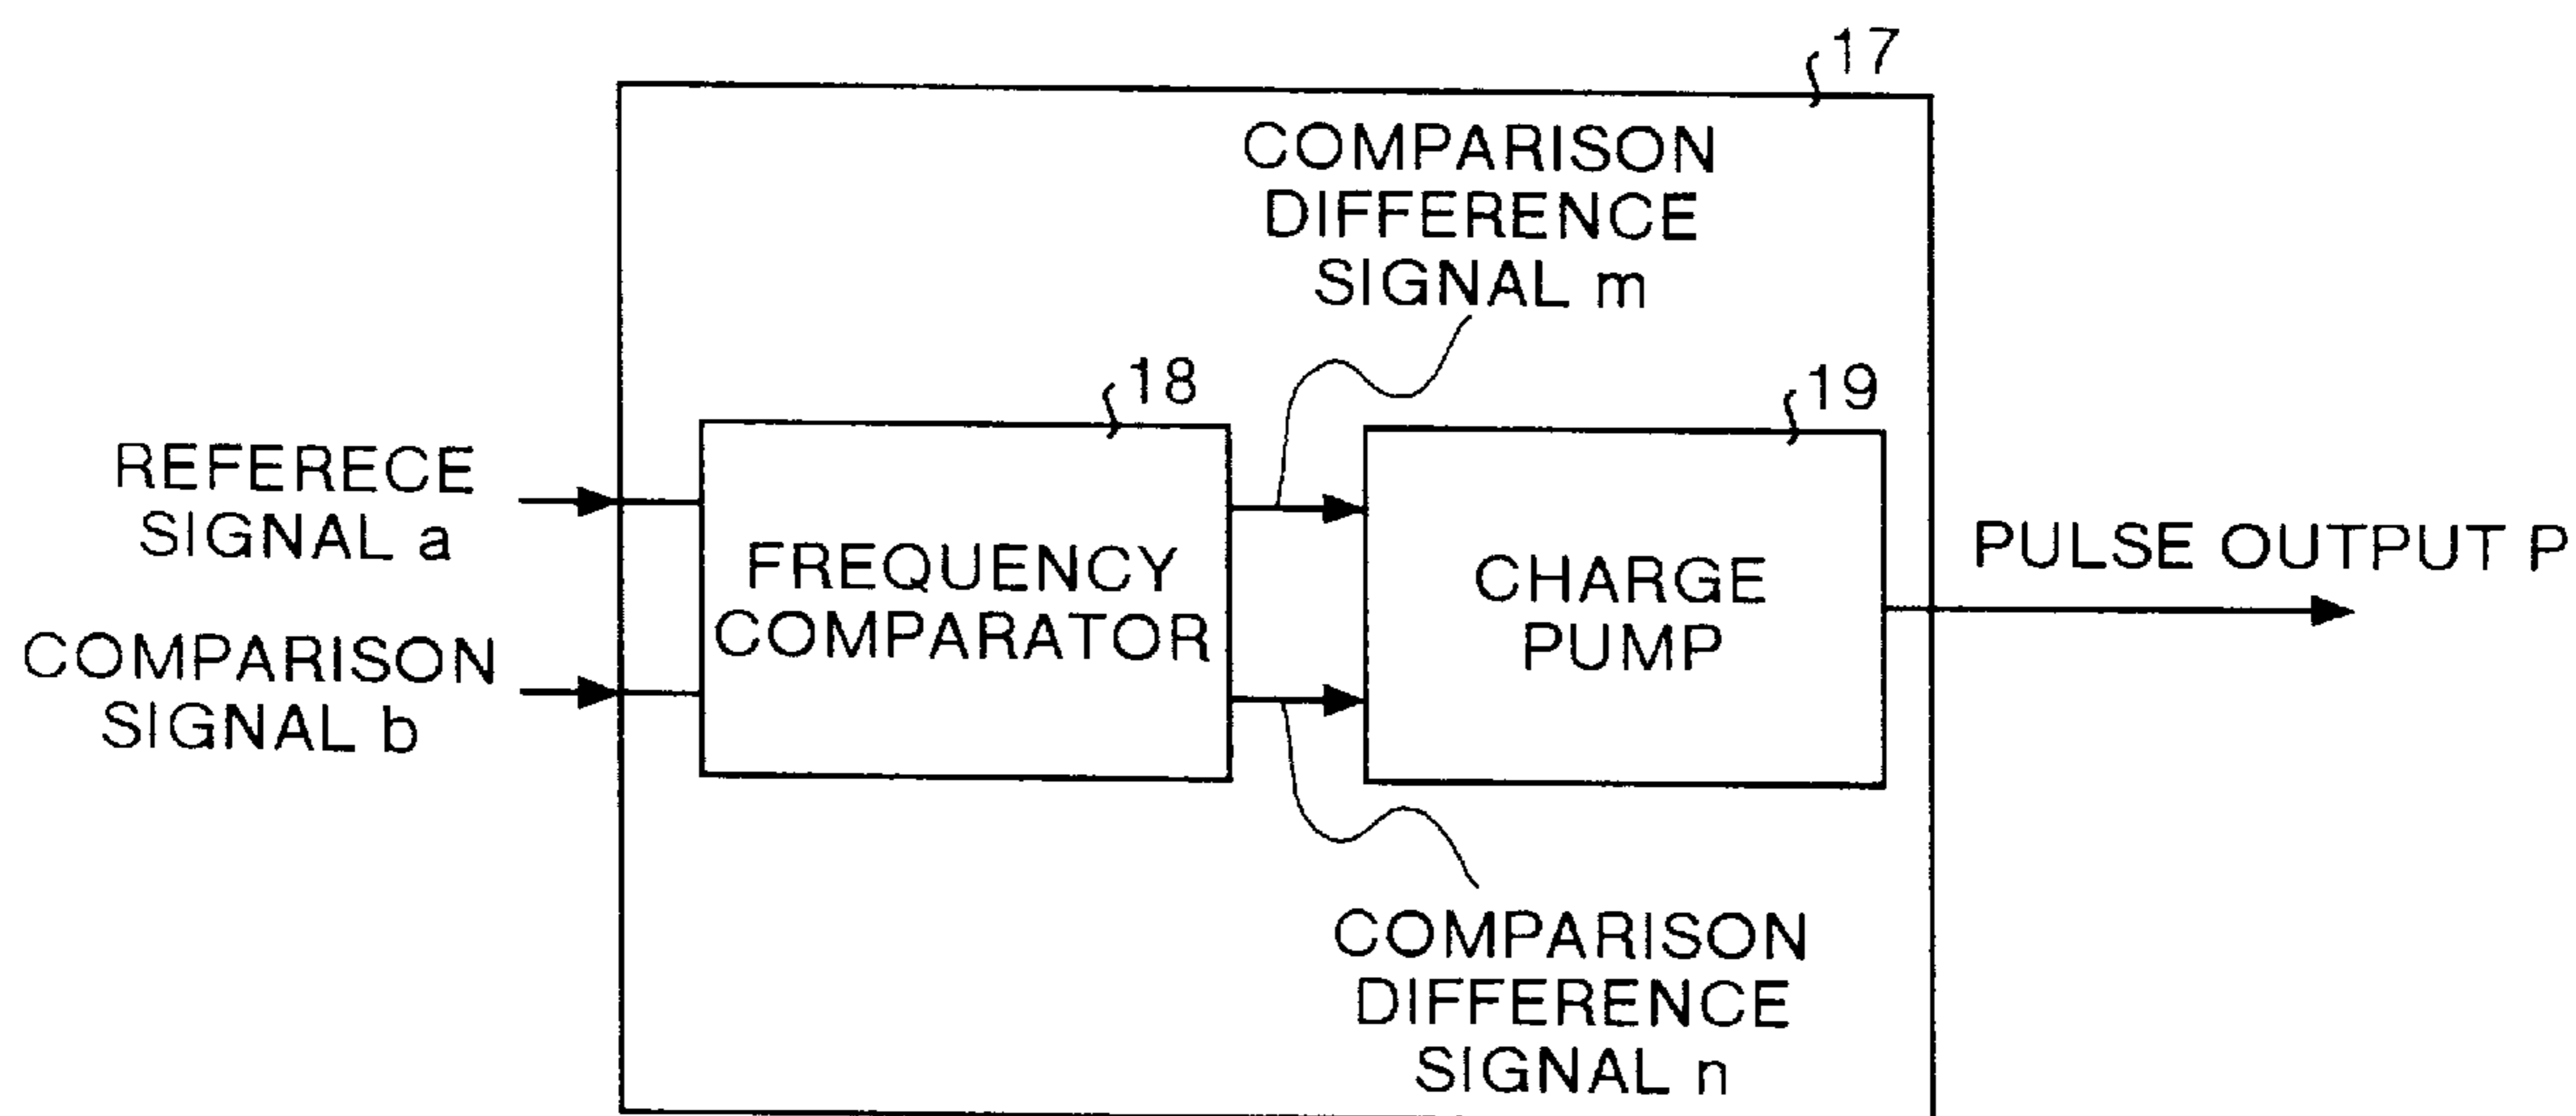 17
COMPARISON
DIFFERENCE
SIGNAL m
18
19
REFERECE
SIGNAL a
COMPARISON
SIGNAL b
FREQUENCY
COMPARATOR
CHARGE
PUMP
PULSE OUTPUT P
COMPARISON
DIFFERENCE
SIGNAL n